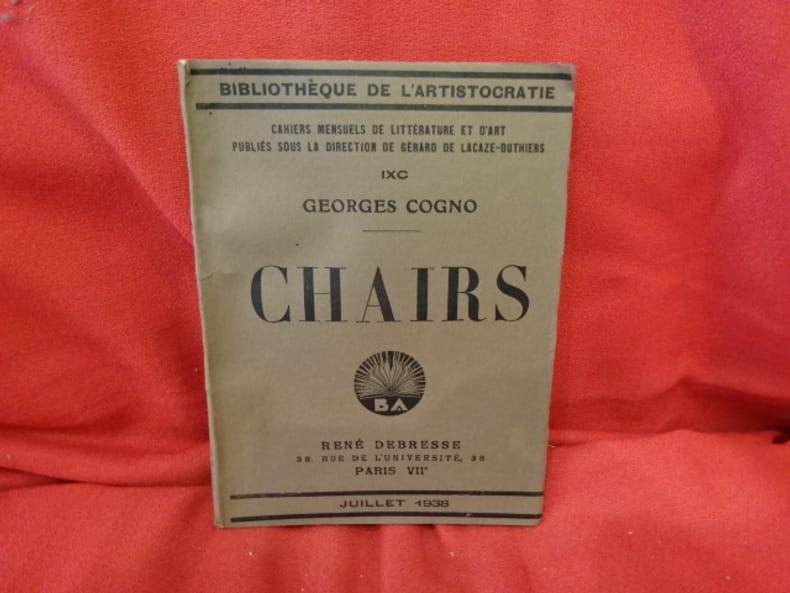 BIBLIOTHÈQUE DE L'ARTISTOCRATIE
CAHIERS MENSUELS DE LITTÉRATURE ET D'ART
PUBLIÉS SOUS LA DIRECTION DE GÉRARD DE LACAZE-DUTHIERS
IXC
GEORGES COGNO
CHAIRS
BA
RENÉ DEBRESSE
38, RUE DE L'UNIVERSITÉ, 38
PARIS VIIᵉ
JUILLET 1938